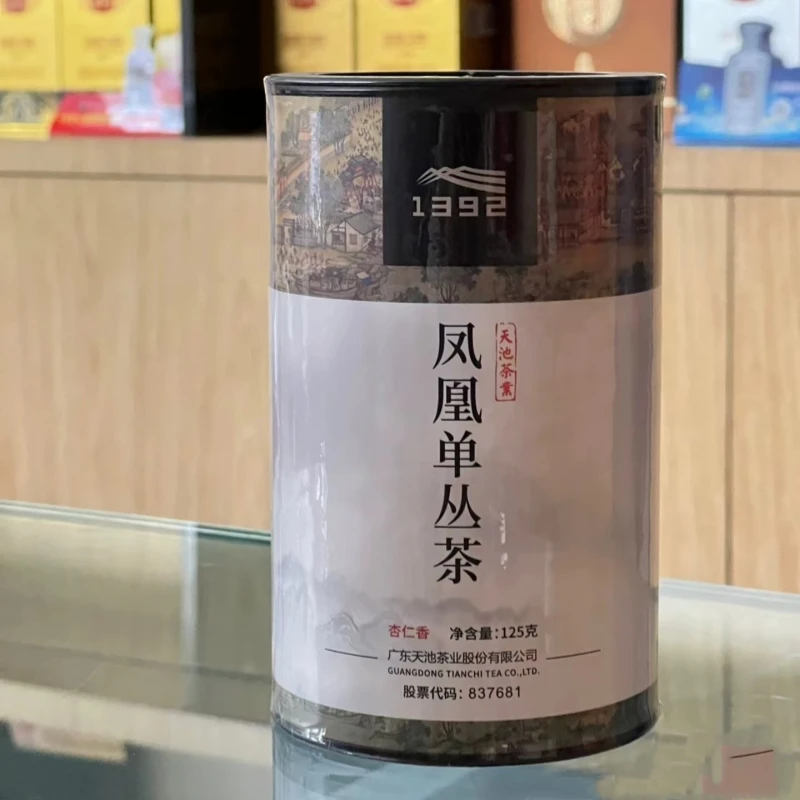 1392
凤凰单丛茶
天池茶業
杏仁香 净含量：125克
广东天池茶业股份有限公司
GUANGDONG TIANCHI TEA CO.,LTD.
股票代码：837681